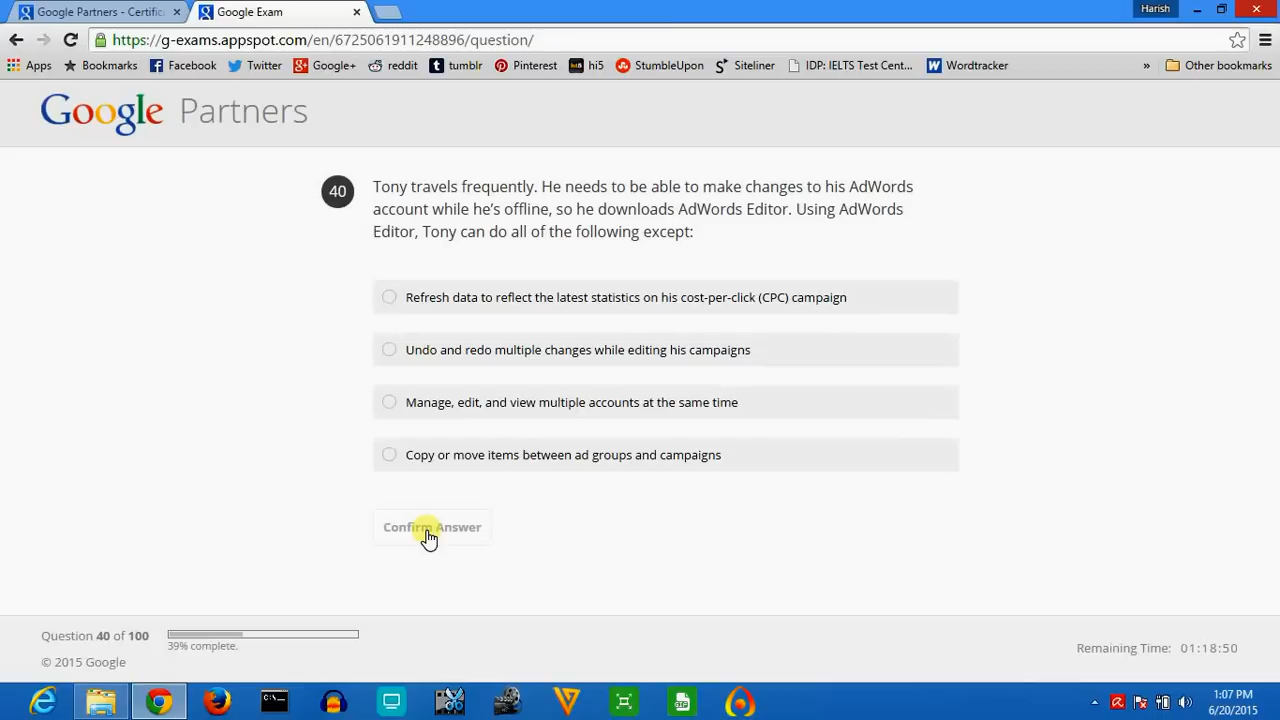 Google Partners - Certific
Google Exam
Harish
https://g-exams.appspot.com/en/6725061911248896/question/
Apps
Bookmarks
Facebook
Twitter
Google+
reddit
tumblr
Pinterest
hi5
StumbleUpon
Siteliner
IDP: IELTS Test Cent...
Wordtracker
»
Other bookmarks
Google Partners
40
Tony travels frequently. He needs to be able to make changes to his AdWords
account while he's offline, so he downloads AdWords Editor. Using AdWords
Editor, Tony can do all of the following except:
Refresh data to reflect the latest statistics on his cost-per-click (CPC) campaign
Undo and redo multiple changes while editing his campaigns
Manage, edit, and view multiple accounts at the same time
Copy or move items between ad groups and campaigns
Confirm Answer
Question 40 of 100
39% complete.
Remaining Time: 01:18:50
© 2015 Google
1:07 PM
6/20/2015